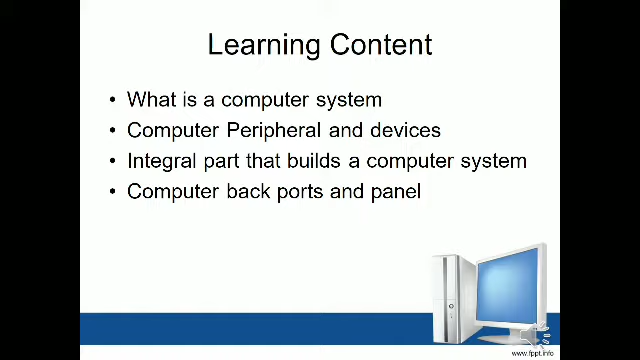 Learning Content
• What is a computer system
• Computer Peripheral and devices
• Integral part that builds a computer system
• Computer back ports and panel
www.fppt.info